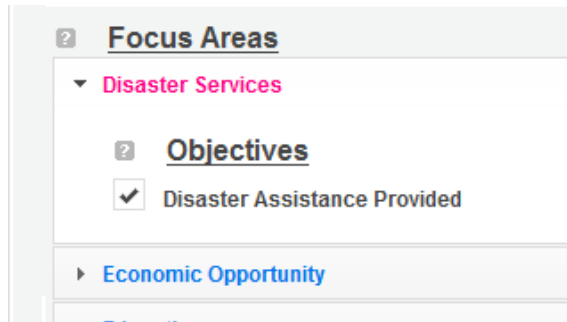 Focus Areas
Disaster Services
Objectives
Disaster Assistance Provided
Economic Opportunity